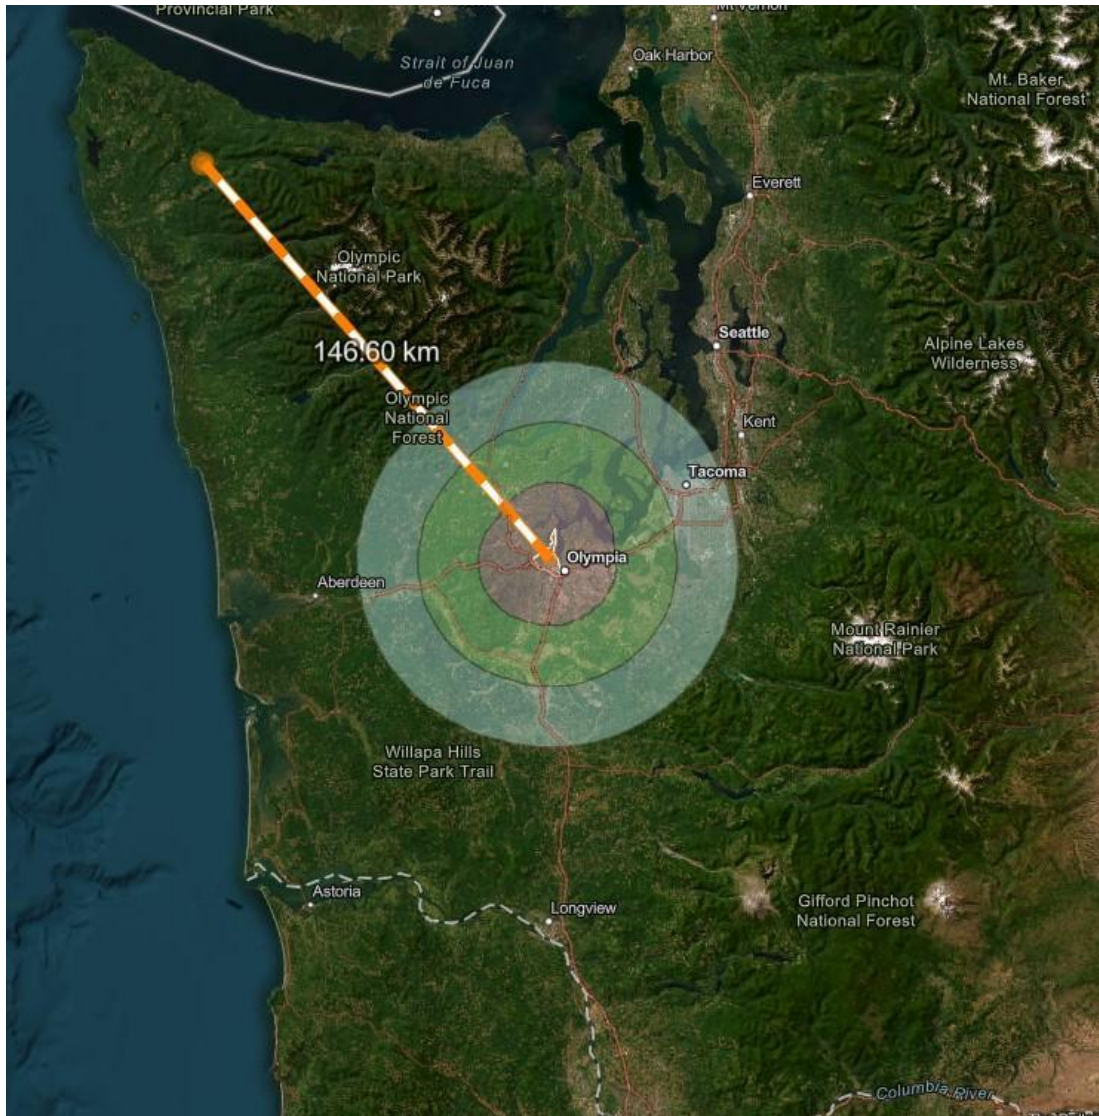 Provincial Park
Mt Vernon
Oak Harbor
Strait of Juan
de Fuca
Mt. Baker
National Forest
Everett
Olympic
National Park
Seattle
Alpine Lakes
Wilderness
146.60 km
Olympic
National
Forest
Kent
Tacoma
Olympia
Aberdeen
Mount Rainier
National Park
Willapa Hills
State Park Trail
Astoria
Longview
Gifford Pinchot
National Forest
Columbia River